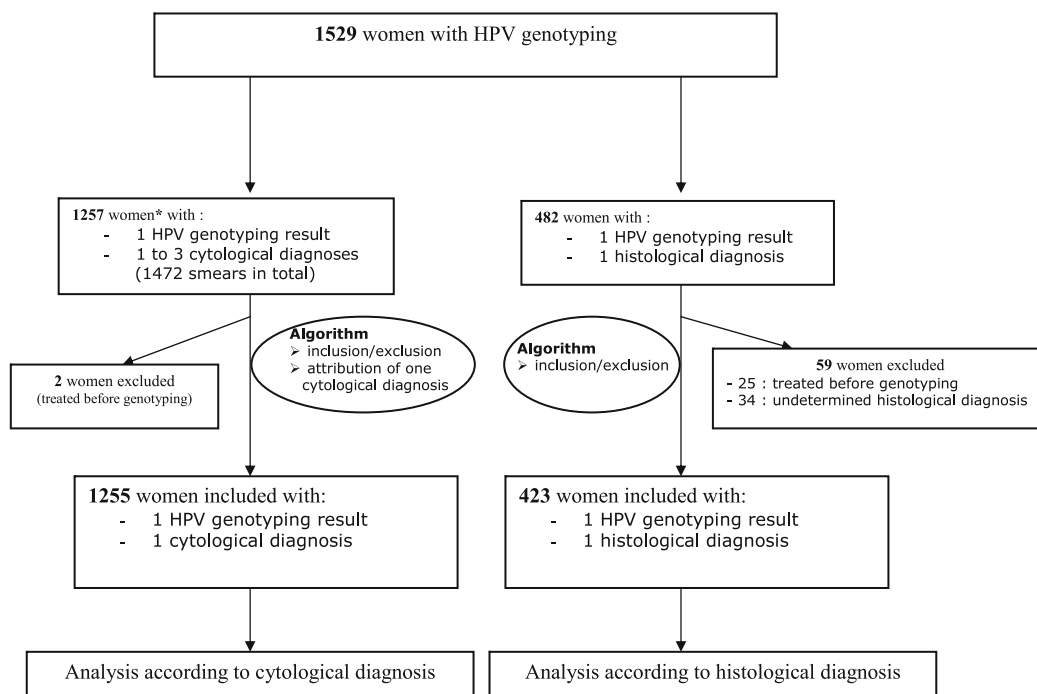 1529 women with HPV genotyping
1257 women* with :
- 1 HPV genotyping result
- 1 to 3 cytological diagnoses
(1472 smears in total)
482 women with :
- 1 HPV genotyping result
- 1 histological diagnosis
Algorithm
➢ inclusion/exclusion
➢ attribution of one
cytological diagnosis
Algorithm
➢ inclusion/exclusion
2 women excluded
(treated before genotyping)
59 women excluded
- 25 : treated before genotyping
- 34 : undetermined histological diagnosis
1255 women included with:
- 1 HPV genotyping result
- 1 cytological diagnosis
423 women included with:
- 1 HPV genotyping result
- 1 histological diagnosis
Analysis according to cytological diagnosis
Analysis according to histological diagnosis